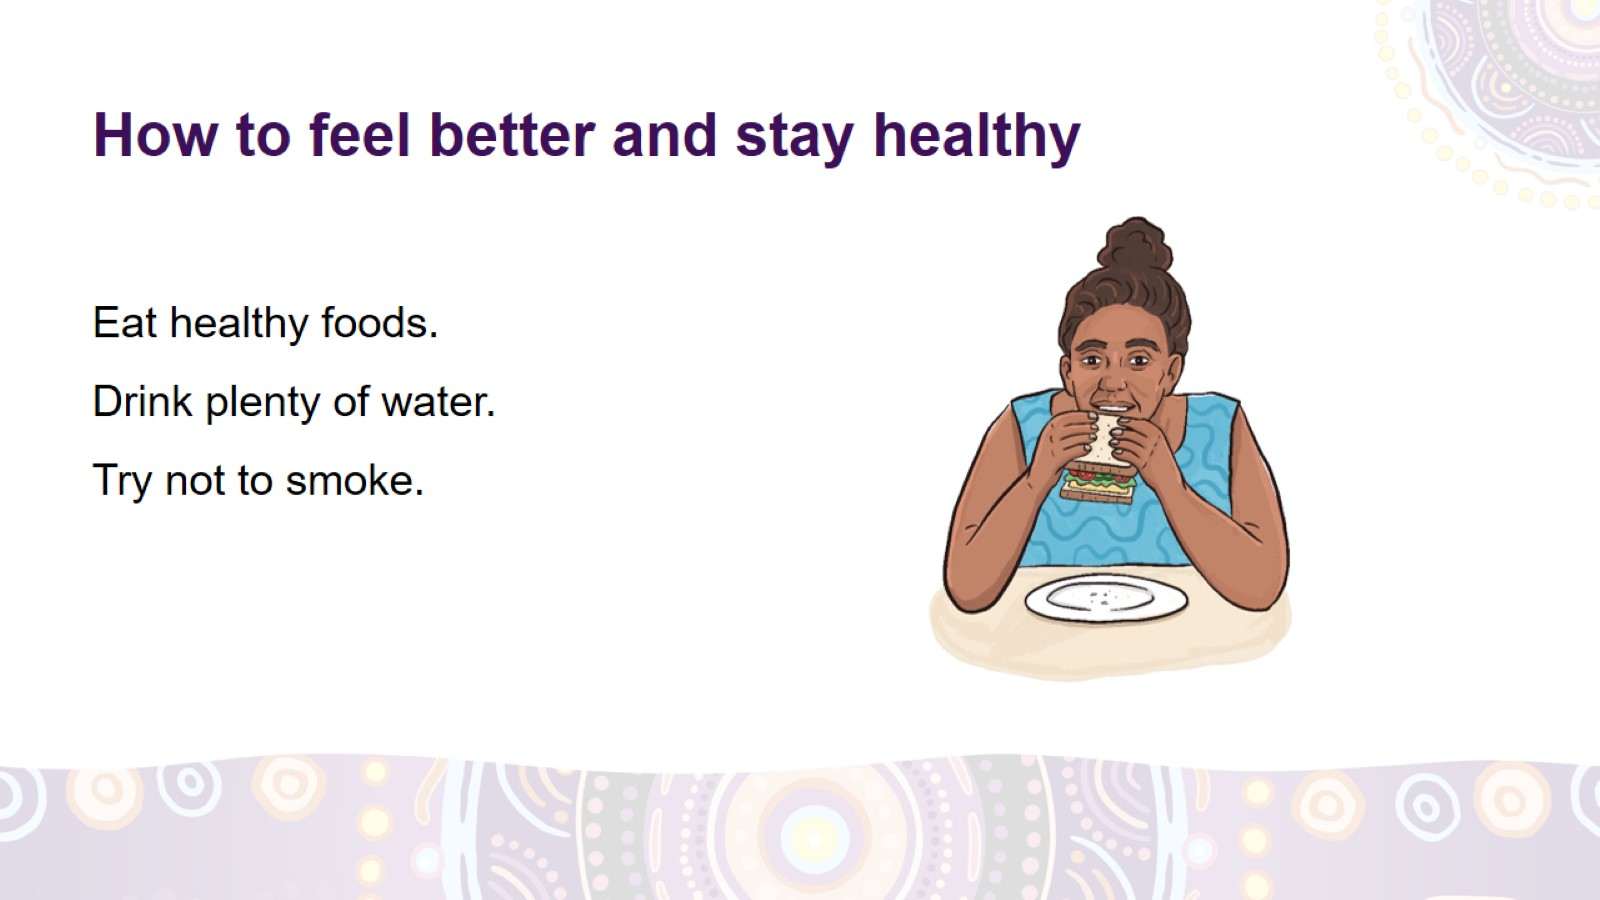 How to feel better and stay healthy
Eat healthy foods.
Drink plenty of water.
Try not to smoke.